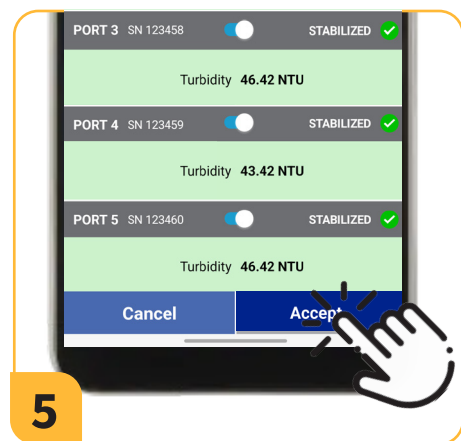 PORT 3 SN 123458 STABILIZED
Turbidity 46.42 NTU
PORT 4 SN 123459 STABILIZED
Turbidity 43.42 NTU
PORT 5 SN 123460 STABILIZED
Turbidity 46.42 NTU
Cancel Accept
5